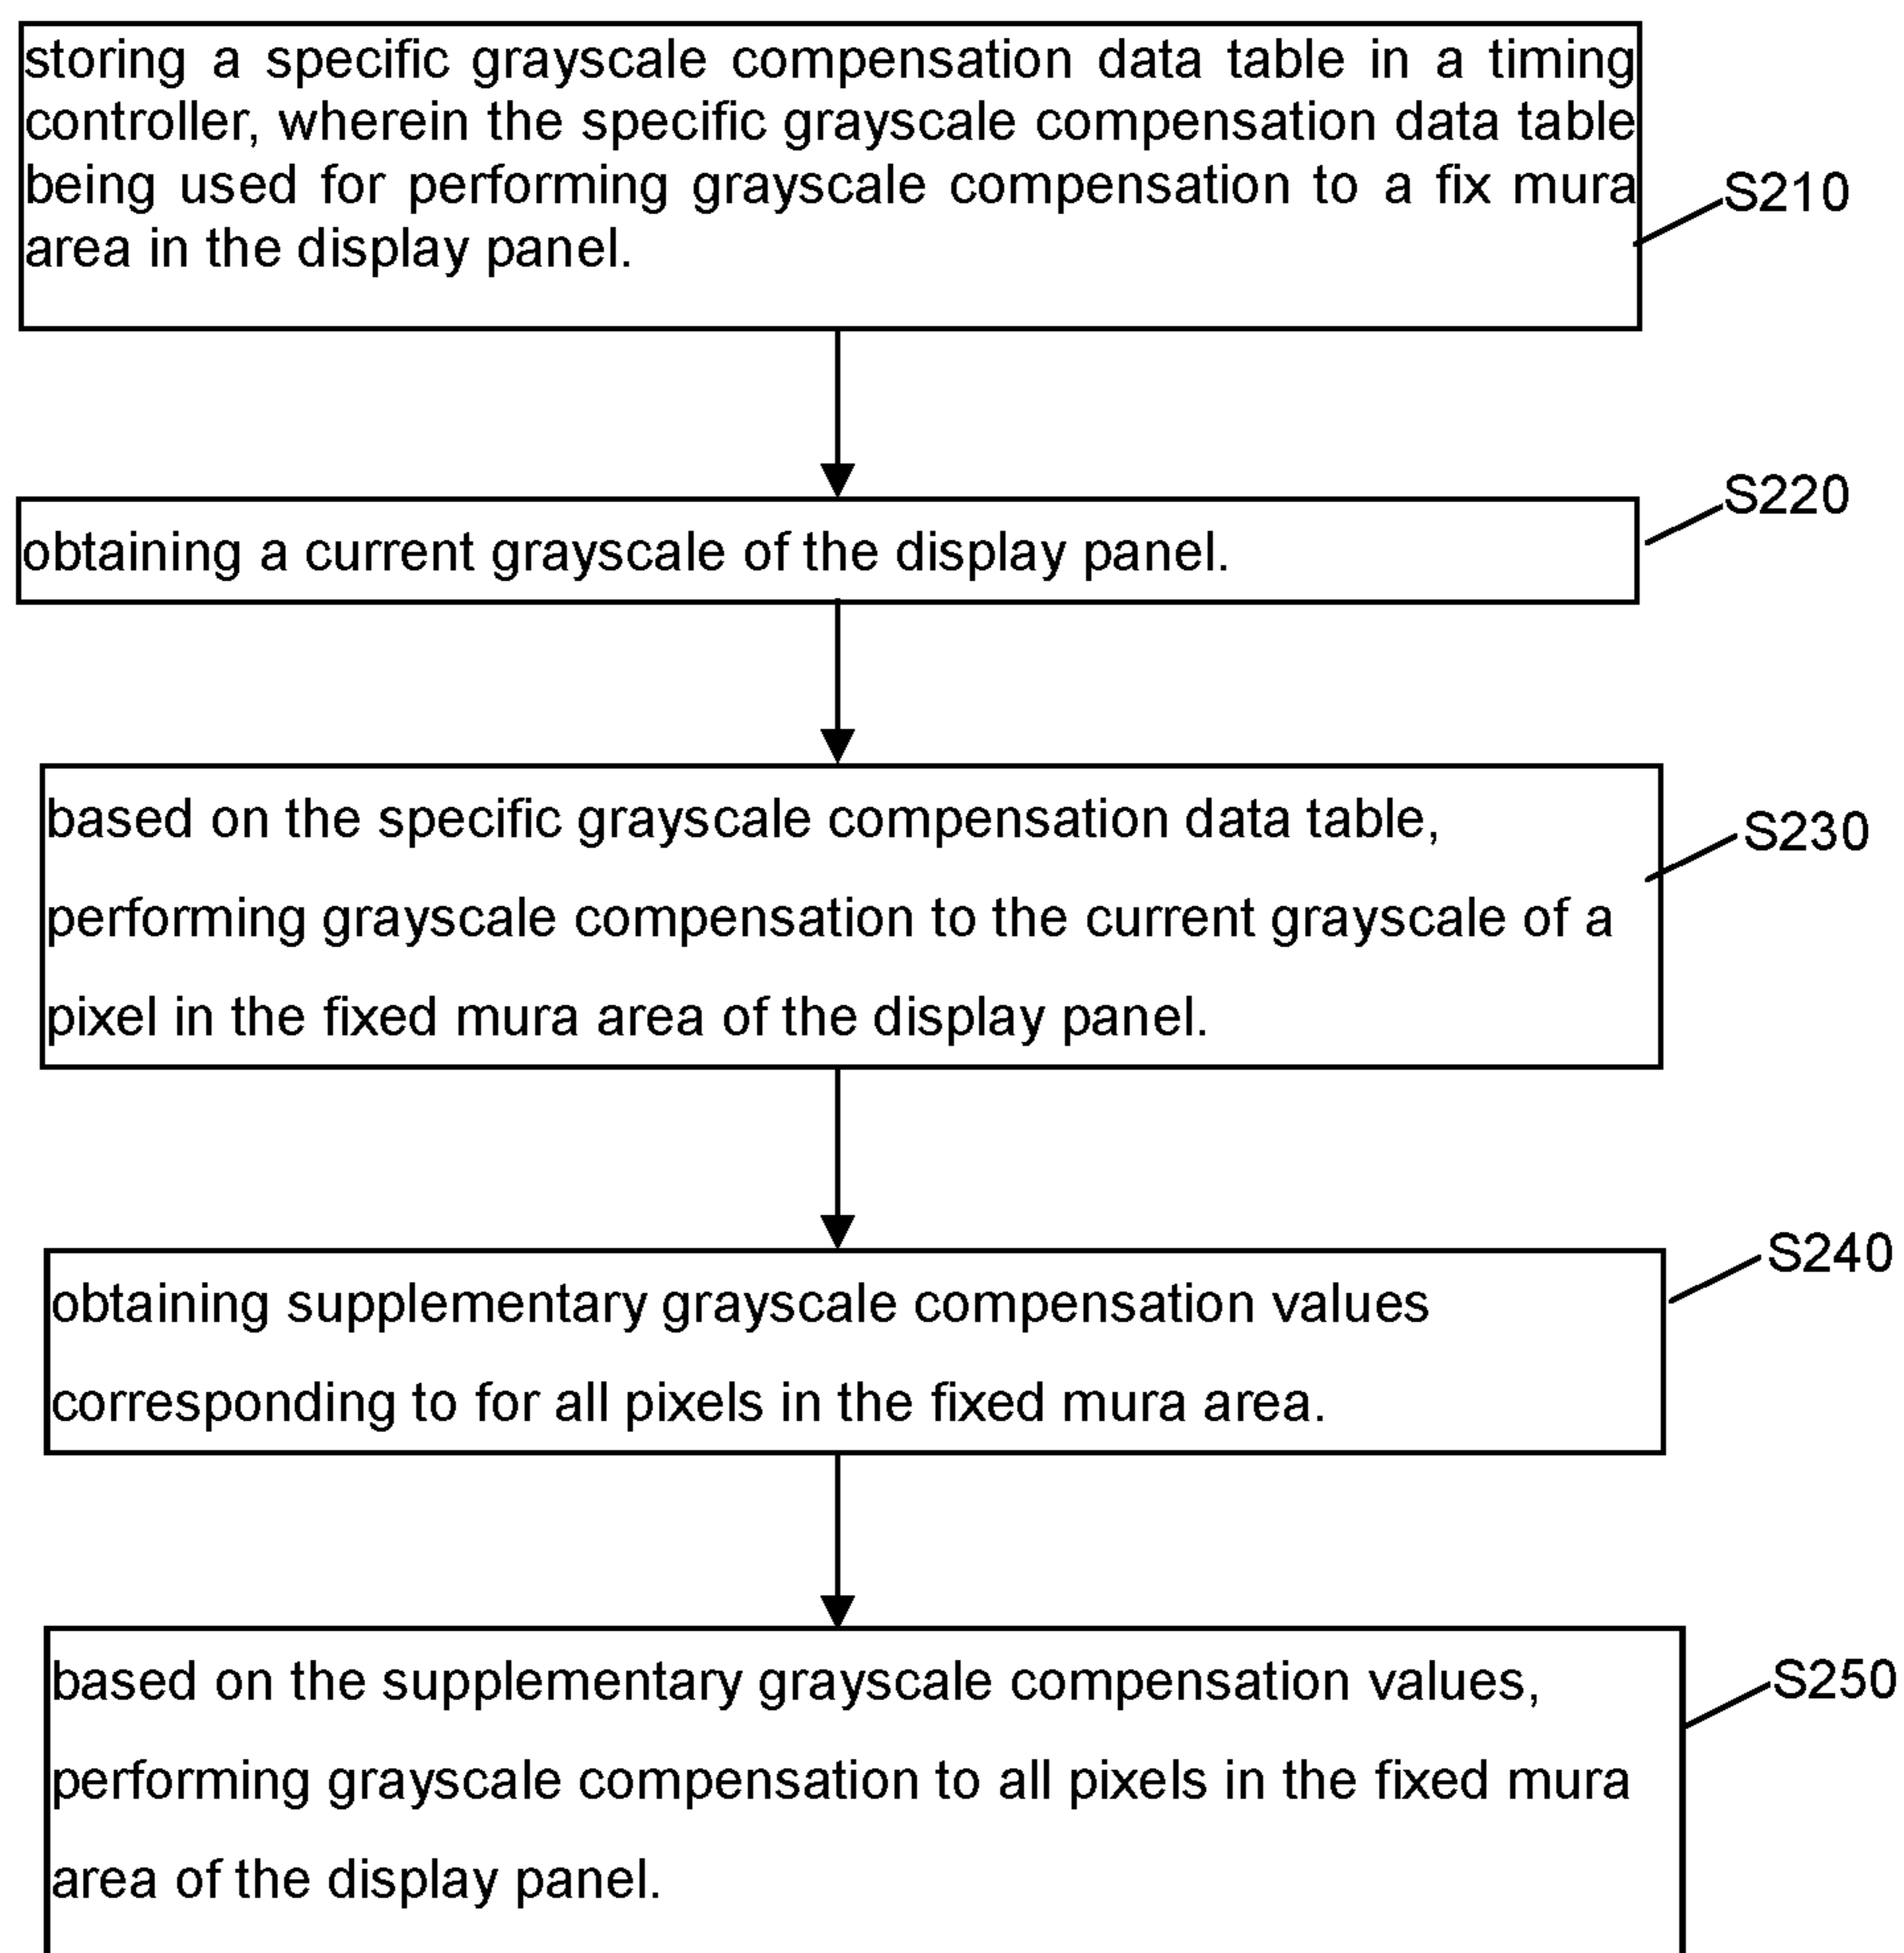 storing a specific grayscale compensation data table in a timing
controller, wherein the specific grayscale compensation data table
being used for performing grayscale compensation to a fix mura
area in the display panel.
S210
obtaining a current grayscale of the display panel.
S220
based on the specific grayscale compensation data table,
performing grayscale compensation to the current grayscale of a
pixel in the fixed mura area of the display panel.
S230
obtaining supplementary grayscale compensation values
corresponding to for all pixels in the fixed mura area.
S240
based on the supplementary grayscale compensation values,
performing grayscale compensation to all pixels in the fixed mura
area of the display panel.
S250